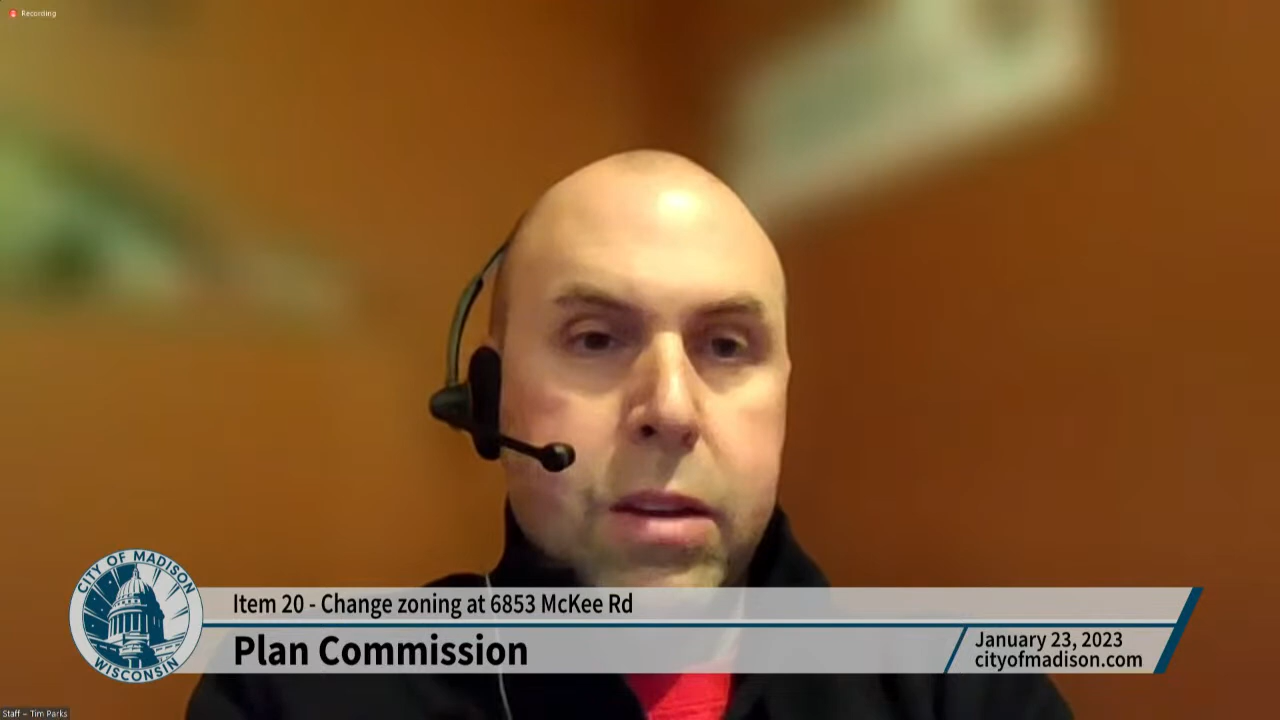 Recording
CITY OF MADISON
WISCONSIN
Item 20 - Change zoning at 6853 McKee Rd
Plan Commission
January 23, 2023
cityofmadison.com
Staff – Tim Parks